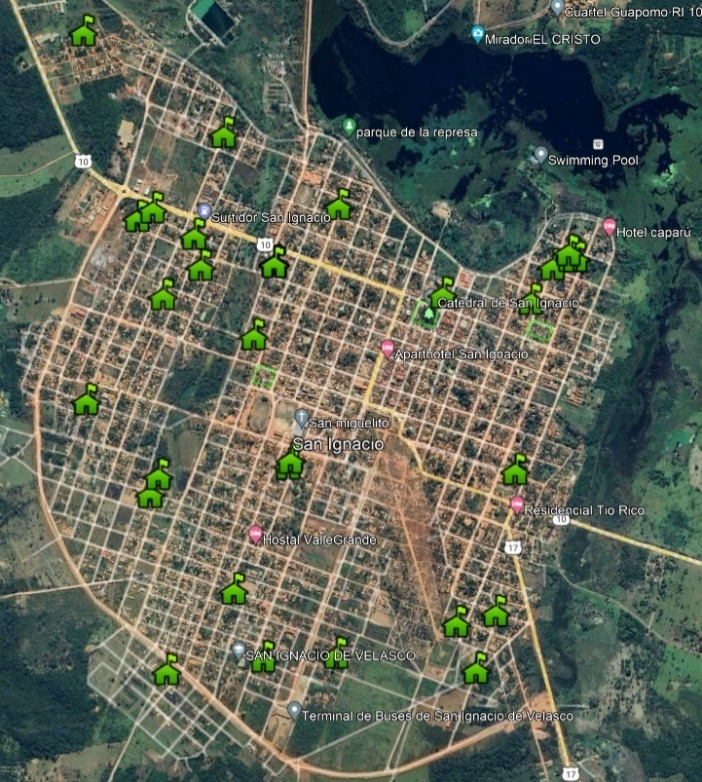 Cuartel Guapomo RI 10
Mirador EL CRISTO
parque de la represa
Swimming Pool
10
Surtidor San Ignacio
Hotel caparú
10
Catedral de San Ignacio
Aparthotel San Ignacio
San miguelito
San Ignacio
Residencial Tio Rico
10
Hostal ValleGrande
17
SAN IGNACIO DE VELASCO
Terminal de Buses de San Ignacio de Velasco
17